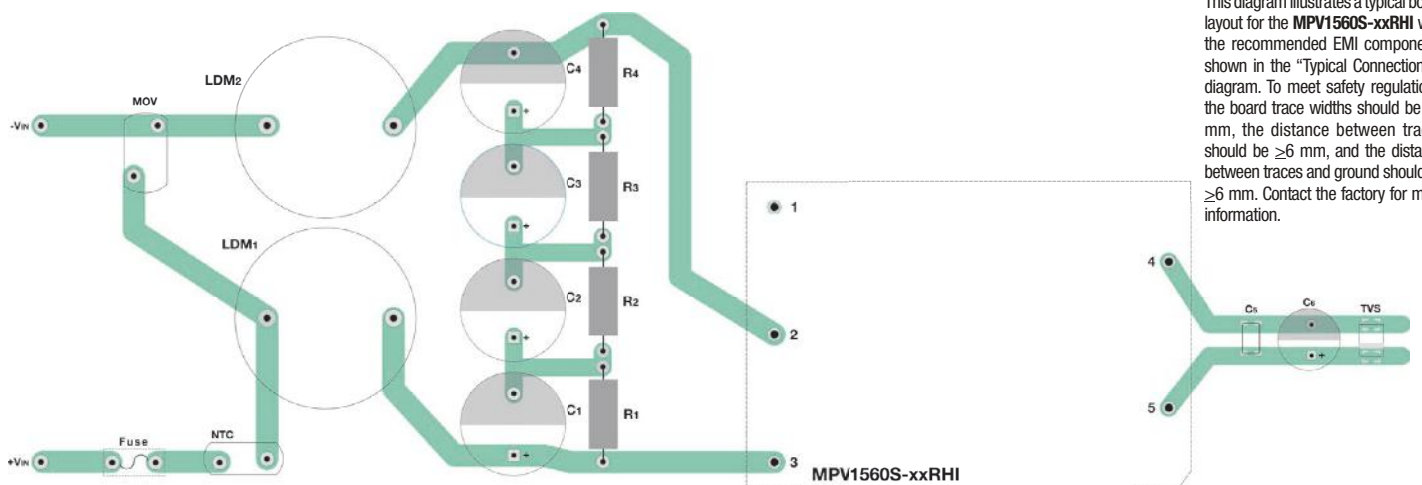 This diagram illustrates a typical bo
layout for the MPV1560S-xxRHI
the recommended EMI compone
shown in the “Typical Connection
diagram. To meet safety regulatio
the board trace widths should be
mm, the distance between tra
should be ≥6 mm, and the dista
between traces and ground should
≥6 mm. Contact the factory for m
information.
LDM2
MOV
-VIN
C4
R4
C3
R3
1
LDM1
4
C2
R2
C5
C6
TVS
2
+
C1
R1
5
Fuse
NTC
+VIN
3
MPV1560S-xxRHI